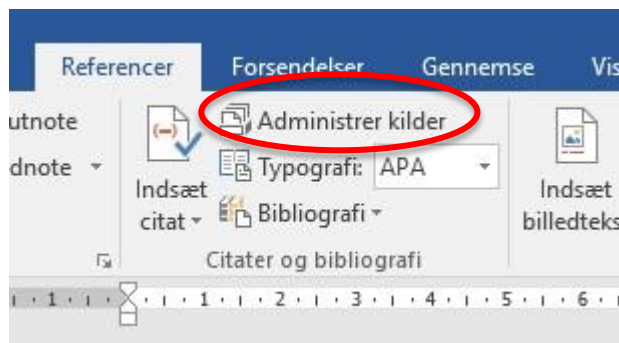 Referencer Forsendelser Gennemse Vis
utnote
dnote
Indsæt
citat
Administrer kilder
Typografi: APA
Bibliografi
Citater og bibliografi
Indsæt
billedteks
1 1 2 3 4 5 6